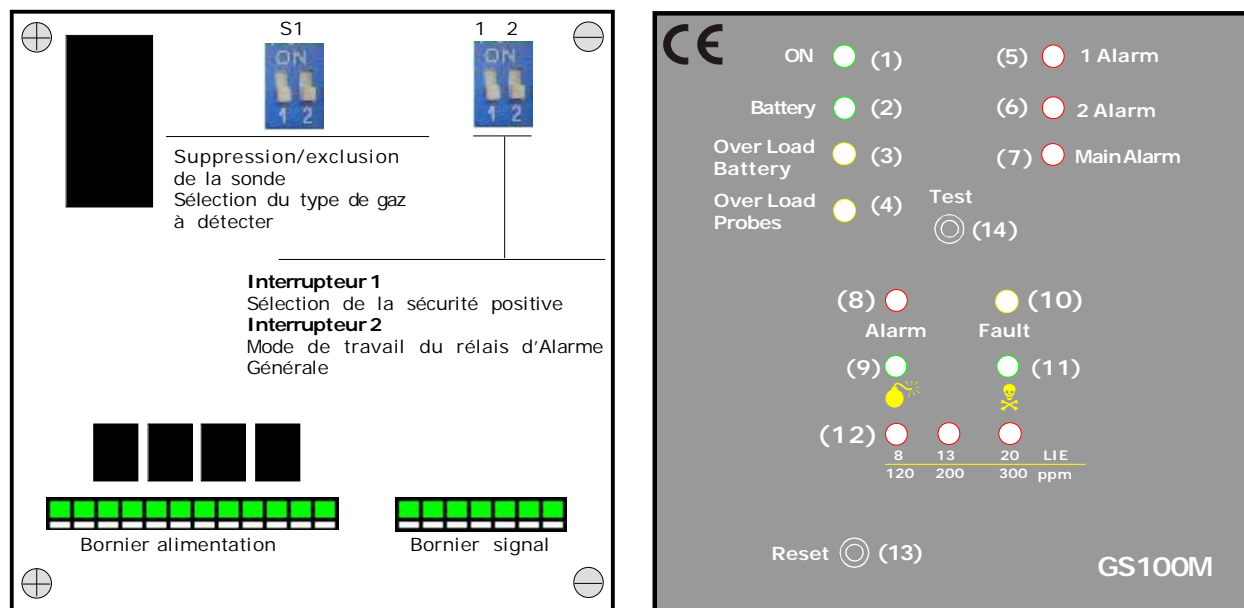 S1
1 2
ON
1 2
ON
1 2
Suppression/exclusion
de la sonde
Sélection du type de gaz
à détecter
Interrupteur 1
Sélection de la sécurité positive
Interrupteur 2
Mode de travail du rélais d'Alarme
Générale
Bornier alimentation
Bornier signal
CE
ON (1)
Battery (2)
Over Load
Battery (3)
Over Load
Probes (4)
(5) 1 Alarm
(6) 2 Alarm
(7) Main Alarm
Test
(14)
(8) (10)
Alarm Fault
(9) (11)
(12)
8 13 20 LIE
120 200 300 ppm
Reset (13)
GS100M